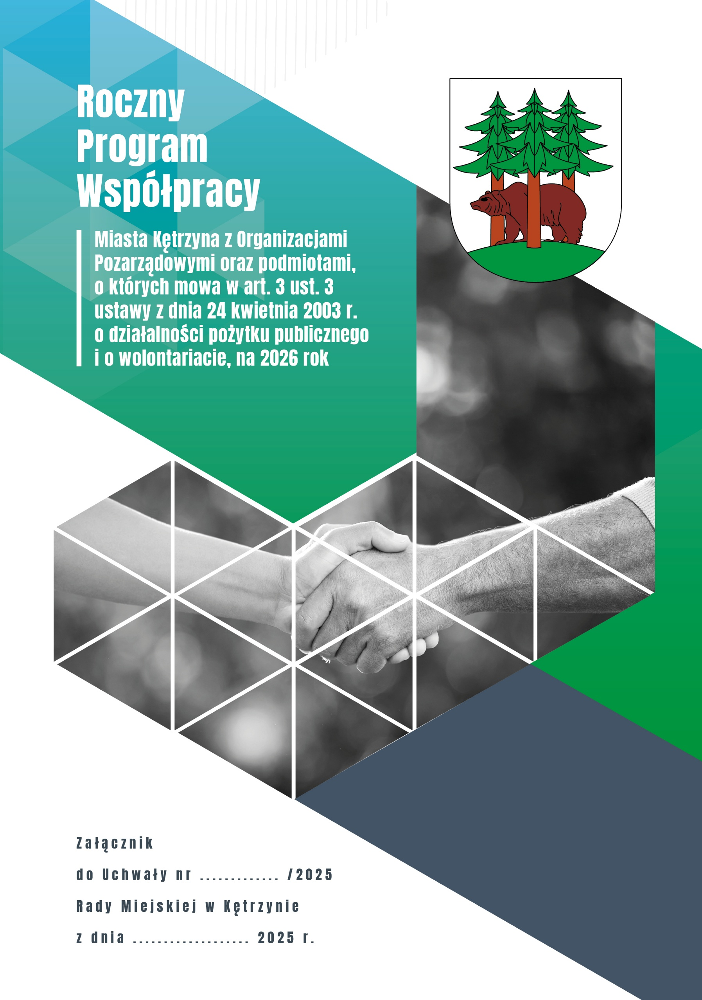 Roczny
Program
Współpracy
Miasta Kętrzyna z Organizacjami
Pozarządowymi oraz podmiotami,
o których mowa w art. 3 ust. 3
ustawy z dnia 24 kwietnia 2003 r.
o działalności pożytku publicznego
i o wolontariacie, na 2026 rok
Załącznik
do Uchwały nr ............. /2025
Rady Miejskiej w Kętrzynie
z dnia ................... 2025 r.